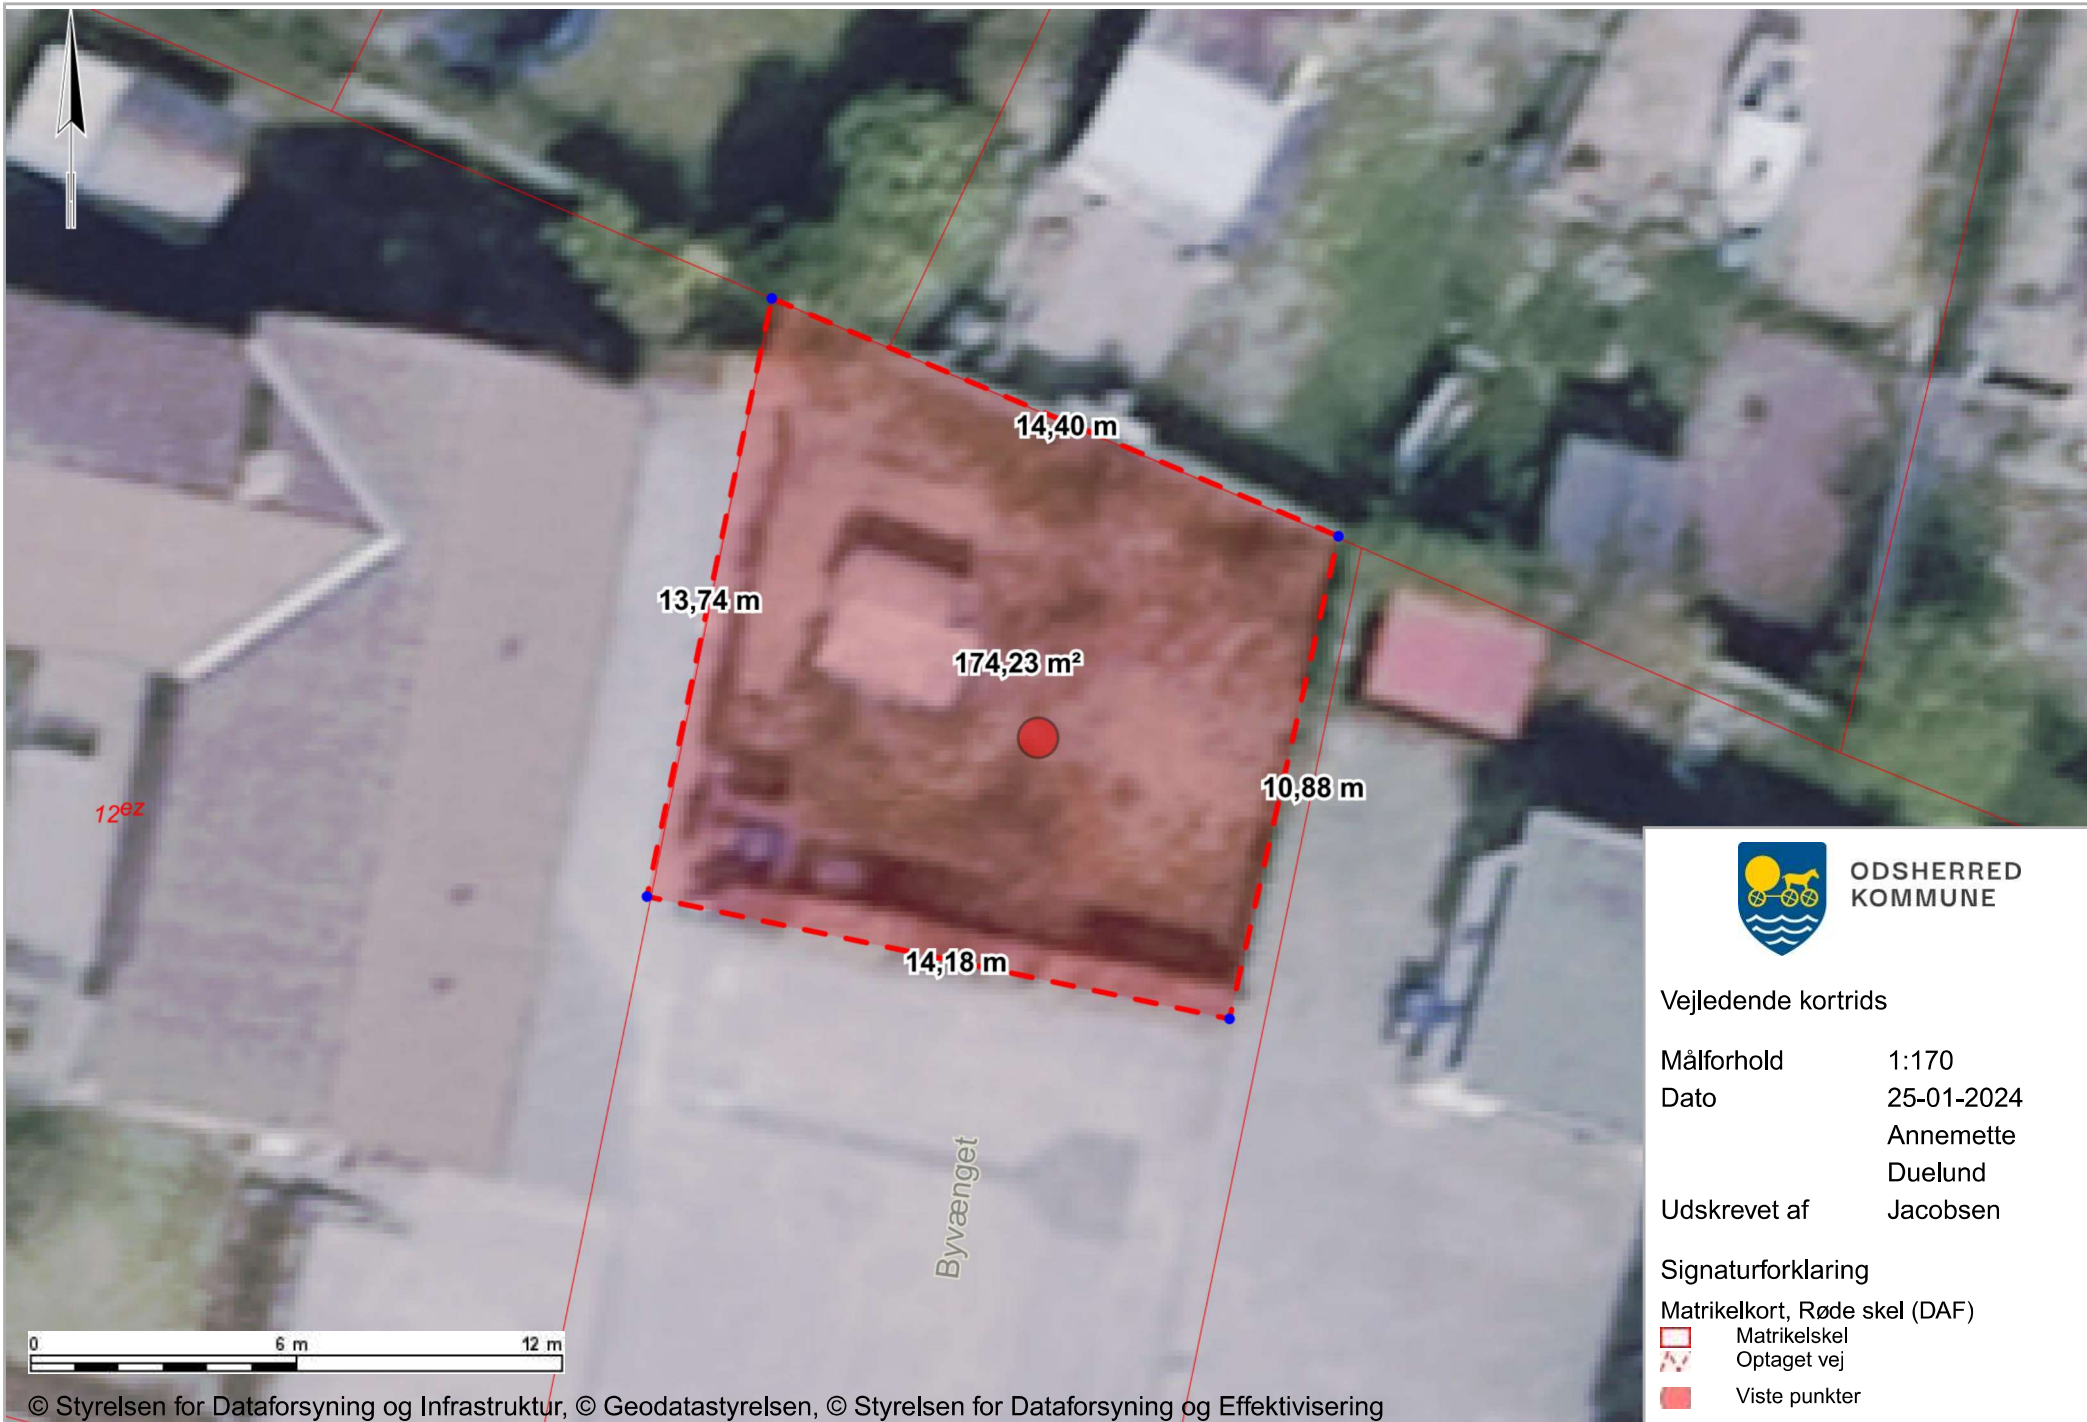 14,40 m
13,74 m
174,23 m²
10,88 m
12ez
14,18 m
Byvænget
ODSHERRED
KOMMUNE
Vejledende kortrids
Målforhold 1:170
Dato 25-01-2024
Annemette
Duelund
Udskrevet af Jacobsen
Signaturforklaring
Matrikelkort, Røde skel (DAF)
Matrikelskel
Optaget vej
Viste punkter
0 6 m 12 m
© Styrelsen for Dataforsyning og Infrastruktur, © Geodatastyrelsen, © Styrelsen for Dataforsyning og Effektivisering